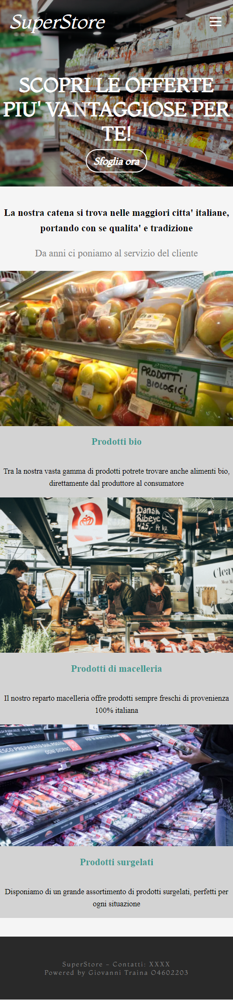 SuperStore
SCOPRI LE OFFERTE
PIU' VANTAGGIOSE PER
TE!
Sfoglia ora
La nostra catena si trova nelle maggiori citta' italiane,
portando con se qualita' e tradizione
Da anni ci poniamo al servizio del cliente
PRODOTTI
BIOLOGICI
Prodotti bio
Tra la nostra vasta gamma di prodotti potrete trovare anche alimenti bio,
direttamente dal produttore al consumatore
Dansk
Ribeye
425,- Pr. kg.
Prodotti di macelleria
Il nostro reparto macelleria offre prodotti sempre freschi di provenienza
100% italiana
ESCO PREPARATO SUL POSTO,
OGNI GIORNO
Prodotti surgelati
Disponiamo di un grande assortimento di prodotti surgelati, perfetti per
ogni situazione
SuperStore - Contatti: XXXX
Powered by Giovanni Traina O4602203